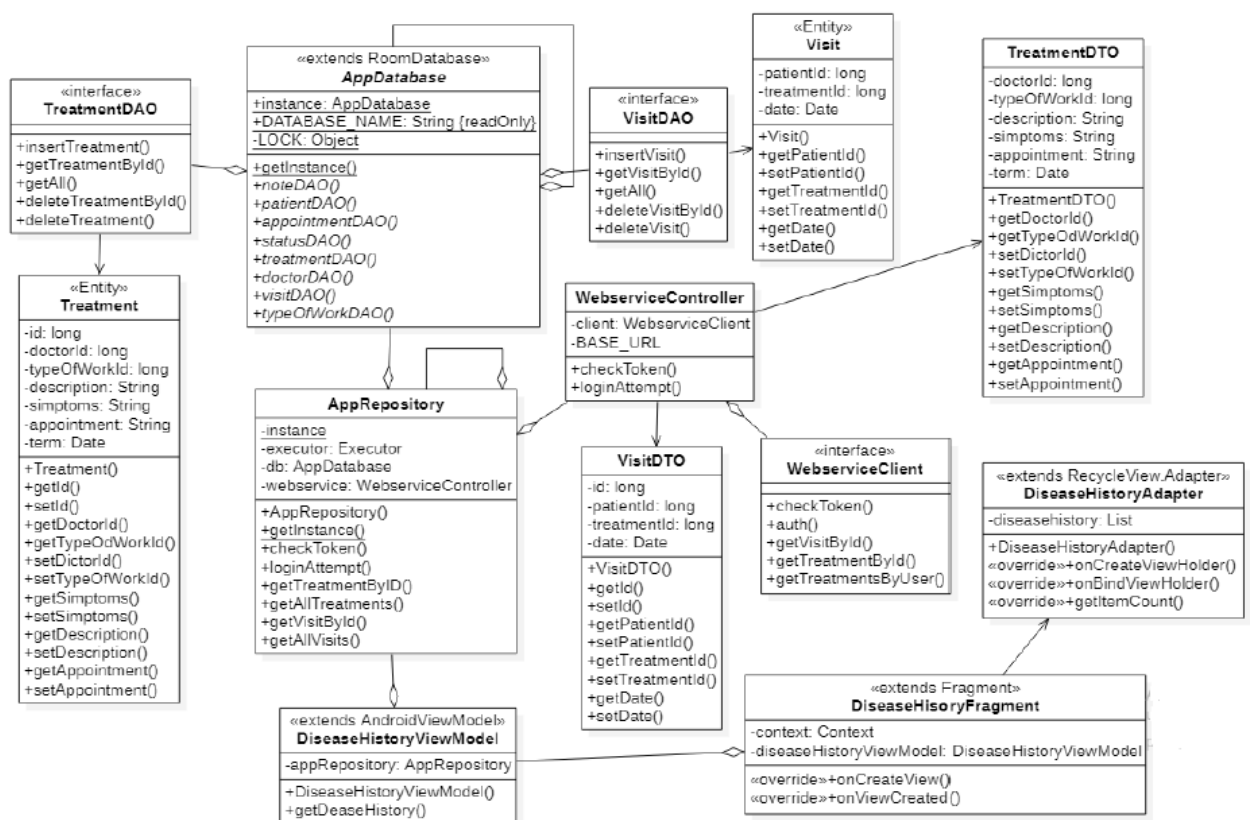 «interface»
TreatmentDAO
+insertTreatment()
+getTreatmentById()
+getAll()
+deleteTreatmentById()
+deleteTreatment()
«extends RoomDatabase»
AppDatabase
+instance: AppDatabase
+DATABASE_NAME: String {readOnly}
-LOCK: Object
+getInstance()
+noteDAO()
+patientDAO()
+appointmentDAO()
+statusDAO()
+treatmentDAO()
+doctorDAO()
+visitDAO()
+typeOfWorkDAO()
«interface»
VisitDAO
+insertVisit()
+getVisitById()
+getAll()
+deleteVisitById()
+deleteVisit()
«Entity»
Visit
-patientId: long
-treatmentId: long
-date: Date
+Visit()
+getPatientId()
+setPatientId()
+getTreatmentId()
+setTreatmentId()
+getDate()
+setDate()
TreatmentDTO
-doctorId: long
-typeOfWorkId: long
-description: String
-simptoms: String
-appointment: String
-term: Date
+TreatmentDTO()
+getDoctorId()
+getTypeOdWorkId()
+setDictorId()
+setTypeOfWorkId()
+getSimptoms()
+setSimptoms()
+getDescription()
+setDescription()
+getAppointment()
+setAppointment()
«Entity»
Treatment
-id: long
-doctorId: long
-typeOfWorkId: long
-description: String
-simptoms: String
-appointment: String
-term: Date
+Treatment()
+getId()
+setId()
+getDoctorId()
+getTypeOdWorkId()
+setDictorId()
+setTypeOfWorkId()
+getSimptoms()
+setSimptoms()
+getDescription()
+setDescription()
+getAppointment()
+setAppointment()
WebserviceController
-client: WebserviceClient
-BASE_URL
+checkToken()
+loginAttempt()
AppRepository
-instance
-executor: Executor
-db: AppDatabase
-webservice: WebserviceController
+AppRepository()
+getInstance()
+checkToken()
+loginAttempt()
+getTreatmentByID()
+getAllTreatments()
+getVisitById()
+getAllVisits()
VisitDTO
-id: long
-patientId: long
-treatmentId: long
-date: Date
+VisitDTO()
+getId()
+setId()
+getPatientId()
+setPatientId()
+getTreatmentId()
+setTreatmentId()
+getDate()
+setDate()
«interface»
WebserviceClient
+checkToken()
+auth()
+getVisitById()
+getTreatmentById()
+getTreatmentsByUser()
«extends RecycleView.Adapter»
DiseaseHistoryAdapter
-diseasehistory: List
+DiseaseHistoryAdapter()
«override»+onCreateViewHolder()
«override»+onBindViewHolder()
«override»+getItemCount()
«extends AndroidViewModel»
DiseaseHistoryViewModel
-appRepository: AppRepository
+DiseaseHistoryViewModel()
+getDeaseHistory()
«extends Fragment»
DiseaseHisoryFragment
-context: Context
-diseaseHistoryViewModel: DiseaseHistoryViewModel
«override»+onCreateView()
«override»+onViewCreated()